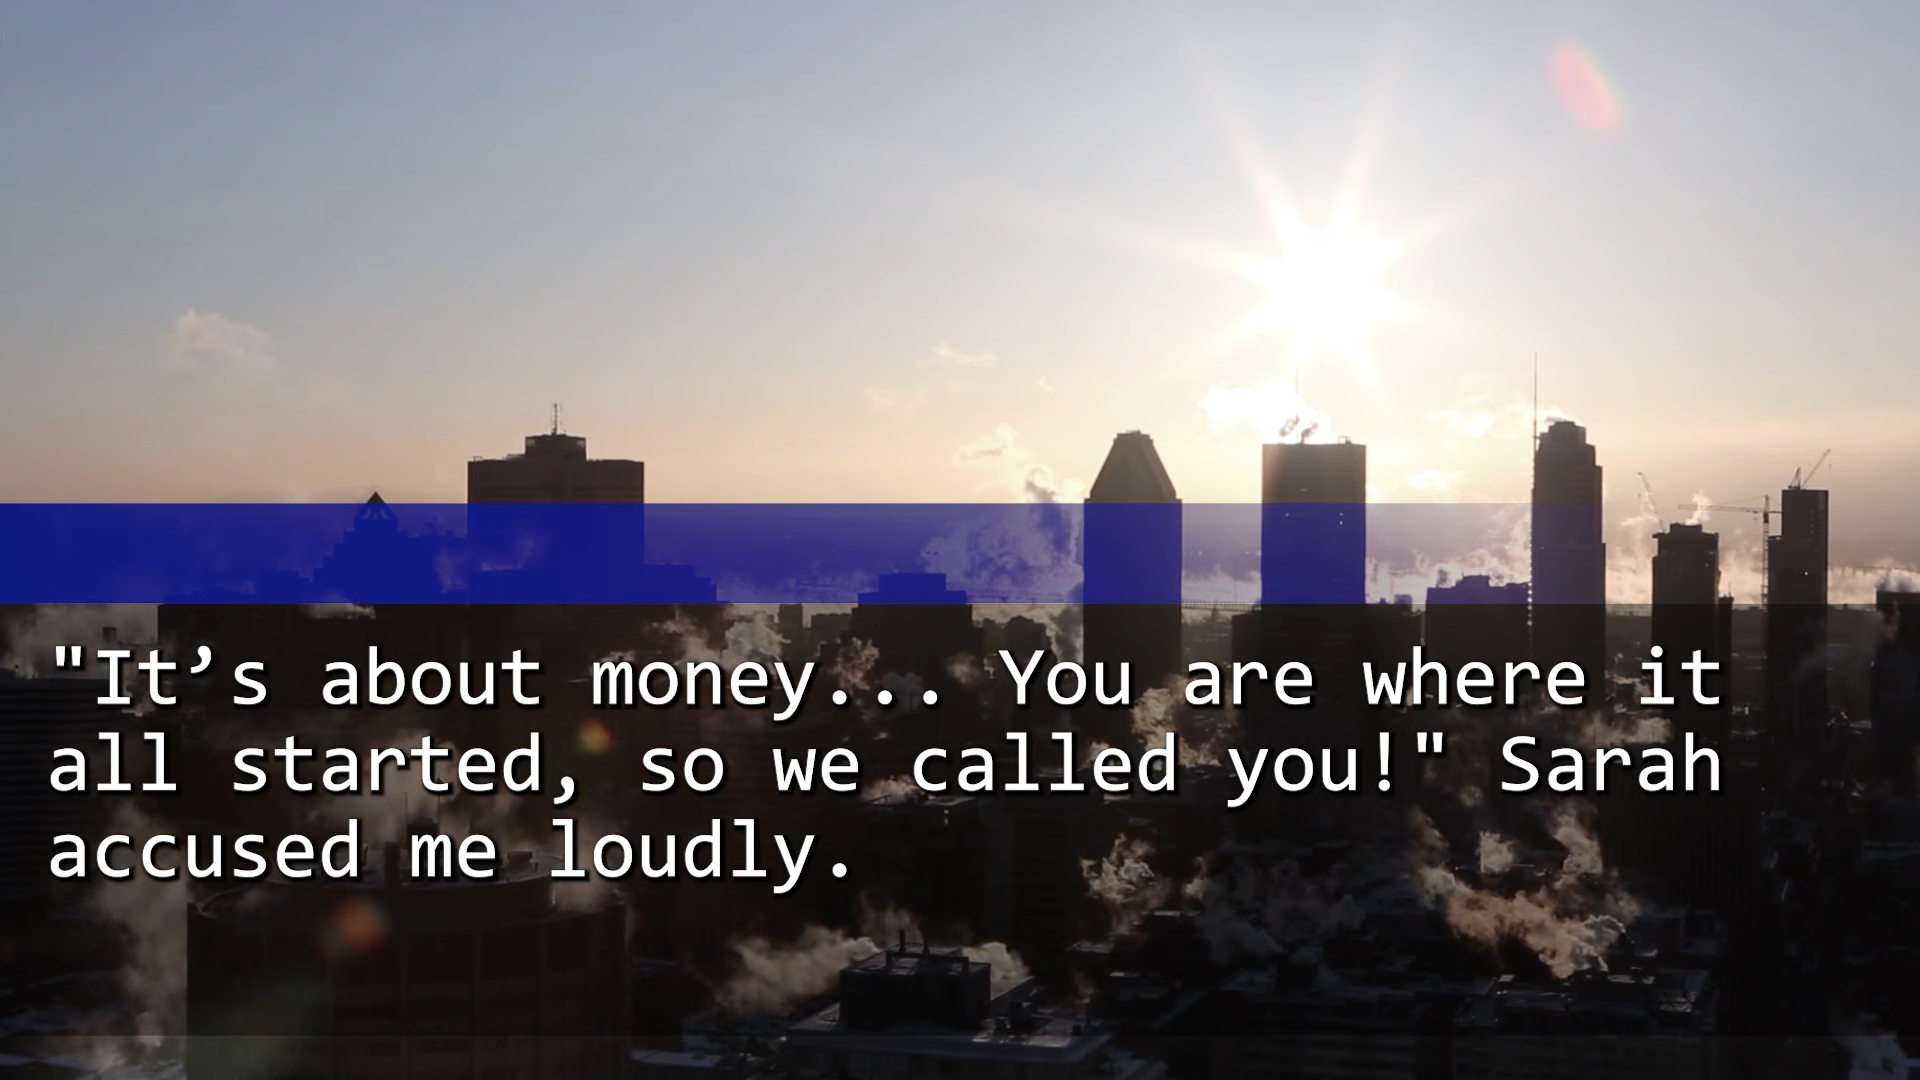 "It’s about money... You are where it
all started, so we called you!" Sarah
accused me loudly.